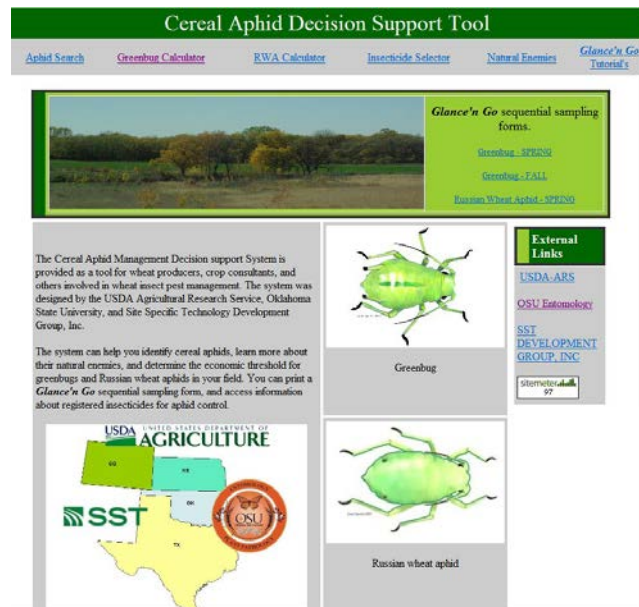 Cereal Aphid Decision Support Tool
Aphid Search
Greenbug Calculator
RWA Calculator
Insecticide Selector
Natural Enemies
Glance'n Go
Tutorial's
Glance'n Go sequential sampling
forms.
Greenbug - SPRING
Greenbug - FALL
Russian Wheat Aphid - SPRING
The Cereal Aphid Management Decision support System is
provided as a tool for wheat producers, crop consultants, and
others involved in wheat insect pest management. The system was
designed by the USDA Agricultural Research Service, Oklahoma
State University, and Site Specific Technology Development
Group, Inc.
The system can help you identify cereal aphids, learn more about
their natural enemies, and determine the economic threshold for
greenbugs and Russian wheat aphids in your field. You can print a
Glance'n Go sequential sampling form, and access information
about registered insecticides for aphid control.
USDA UNITED STATES DEPARTMENT OF
AGRICULTURE
CO
KS
OK
TX
SST
OSU
Greenbug
Russian wheat aphid
External
Links
USDA-ARS
OSU Entomology
SST
DEVELOPMENT
GROUP, INC
sitemeter
97